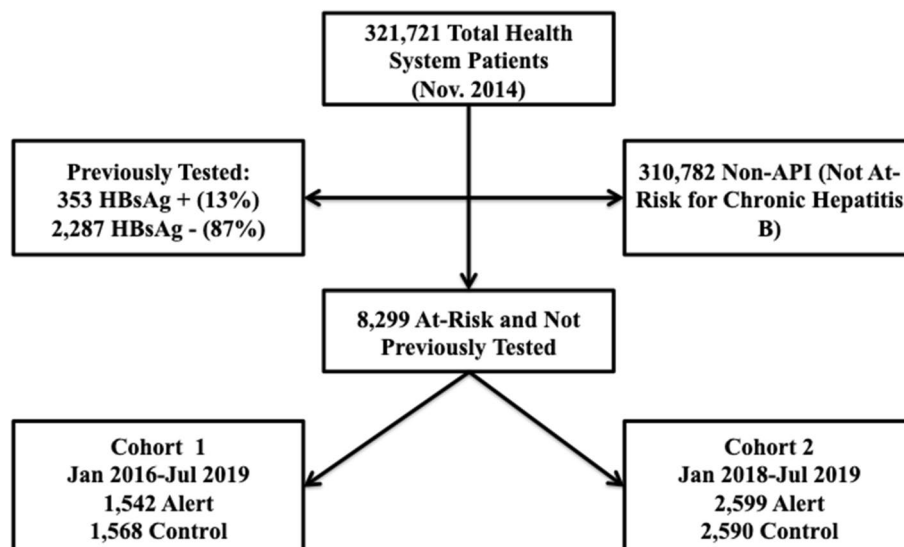 321,721 Total Health
System Patients
(Nov. 2014)
Previously Tested:
353 HBsAg + (13%)
2,287 HBsAg - (87%)
310,782 Non-API (Not At-
Risk for Chronic Hepatitis
B)
8,299 At-Risk and Not
Previously Tested
Cohort 1
Jan 2016-Jul 2019
1,542 Alert
1,568 Control
Cohort 2
Jan 2018-Jul 2019
2,599 Alert
2,590 Control